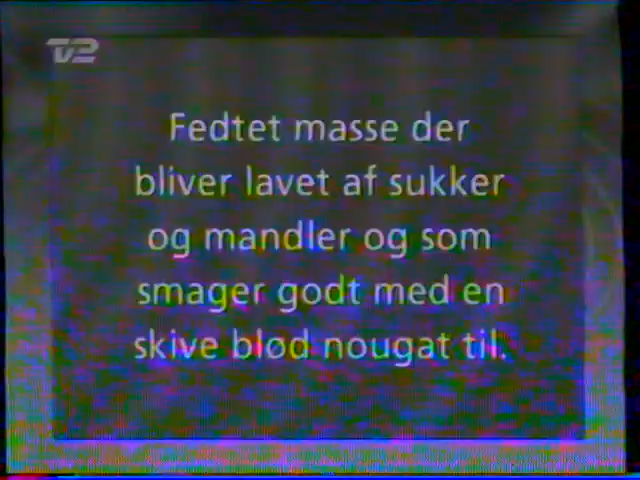 TV2
Fedtet masse der
bliver lavet af sukker
og mandler og som
smager godt med en
skive blød nougat til.